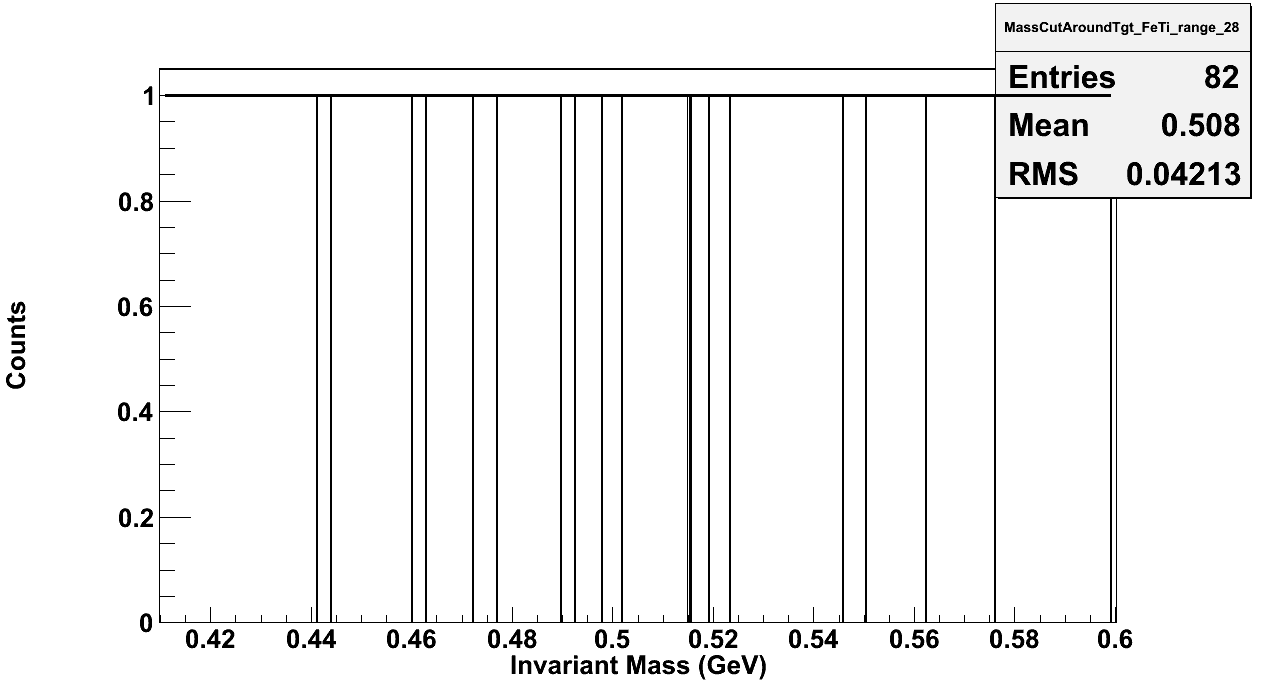 MassCutAroundTgt_FeTi_range_28
Entries 82
Mean 0.508
RMS 0.04213
1
0.8
0.6
0.4
0.2
0
Counts
0.42 0.44 0.46 0.48 0.5 0.52 0.54 0.56 0.58 0.6
Invariant Mass (GeV)